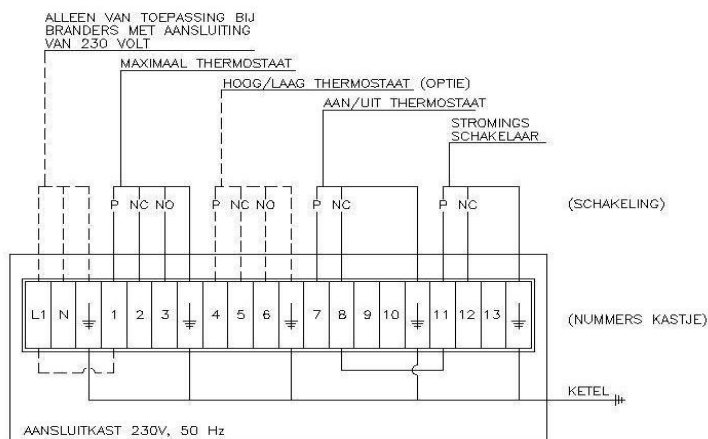 ALLEEN VAN TOEPASSING BIJ
BRANDERS MET AANSLUITING
VAN 230 VOLT
MAXIMAAL THERMOSTAAT
HOOG/LAAG THERMOSTAAT (OPTIE)
AAN/UIT THERMOSTAAT
STROMINGS
SCHAKELAAR
P NC NO P NC NO P NC P NC (SCHAKELING)
L1 N 1 2 3 4 5 6 7 8 9 10 11 12 13 (NUMMERS KASTJE)
KETEL
AANSLUITKAST 230V, 50 Hz